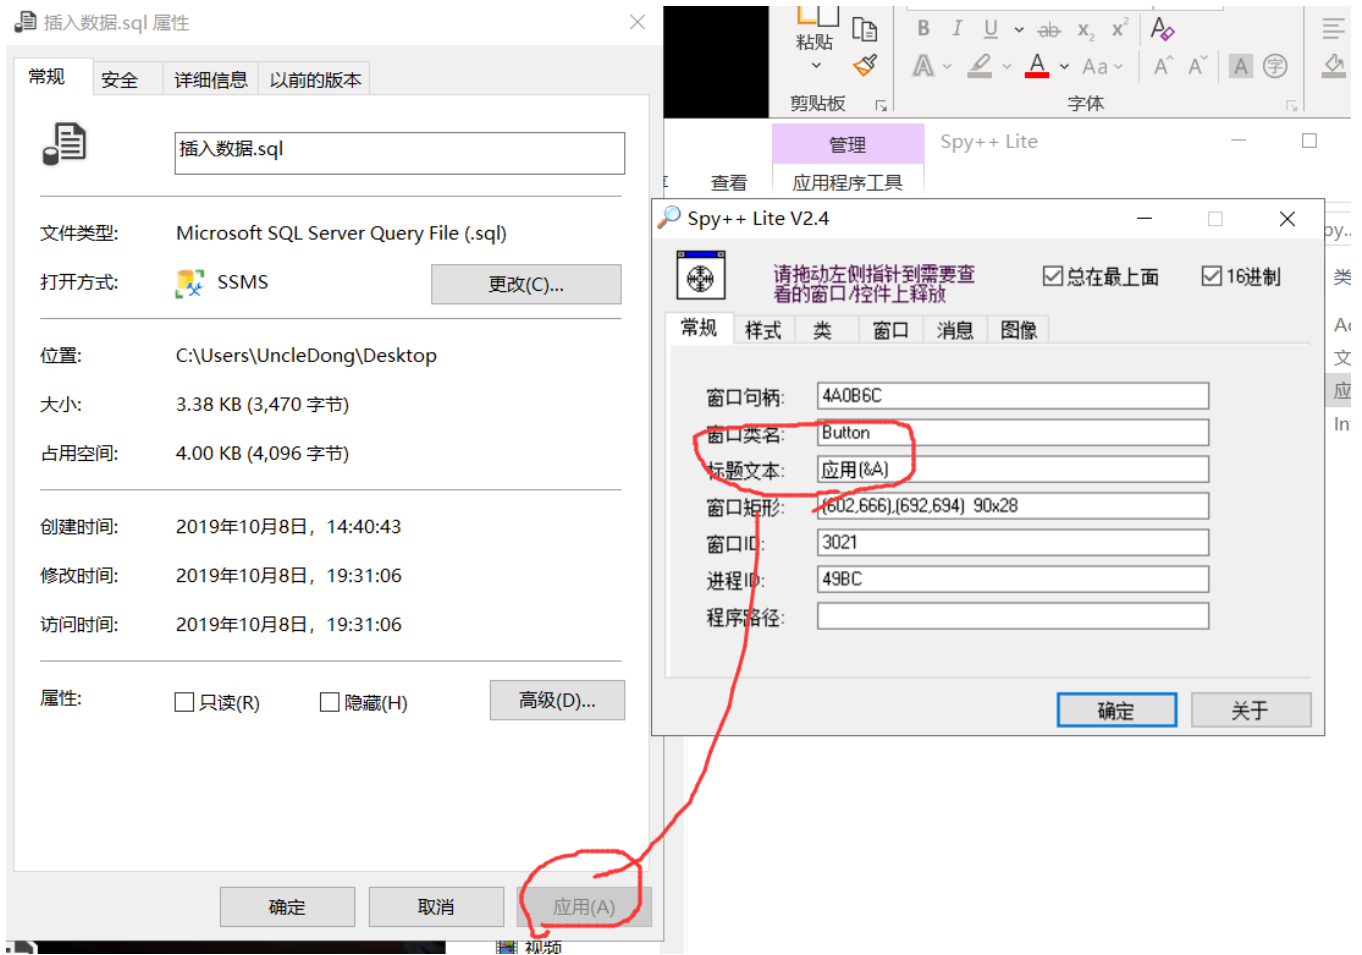 插入数据.sql 属性
常规
安全
详细信息
以前的版本
插入数据.sql
文件类型:
Microsoft SQL Server Query File (.sql)
打开方式:
SSMS
更改(C)...
位置:
C:\Users\UncleDong\Desktop
大小:
3.38 KB (3,470 字节)
占用空间:
4.00 KB (4,096 字节)
创建时间:
2019年10月8日，14:40:43
修改时间:
2019年10月8日，19:31:06
访问时间:
2019年10月8日，19:31:06
属性:
只读(R)
隐藏(H)
高级(D)...
确定
取消
应用(A)
视频
粘贴
剪贴板
B I U ab x₂ x² A
A A Aa A A A 字
字体
管理
Spy++ Lite
查看
应用程序工具
Spy++ Lite V2.4
请拖动左侧指针到需要查
看的窗口/控件上释放
总在最上面
16进制
常规
样式
类
窗口
消息
图像
窗口句柄:
4A0B6C
窗口类名:
Button
标题文本:
应用(&A)
窗口矩形:
(602,666),(692,694) 90x28
窗口ID:
3021
进程ID:
49BC
程序路径:
确定
关于
py...
类
Ac
文
应
In